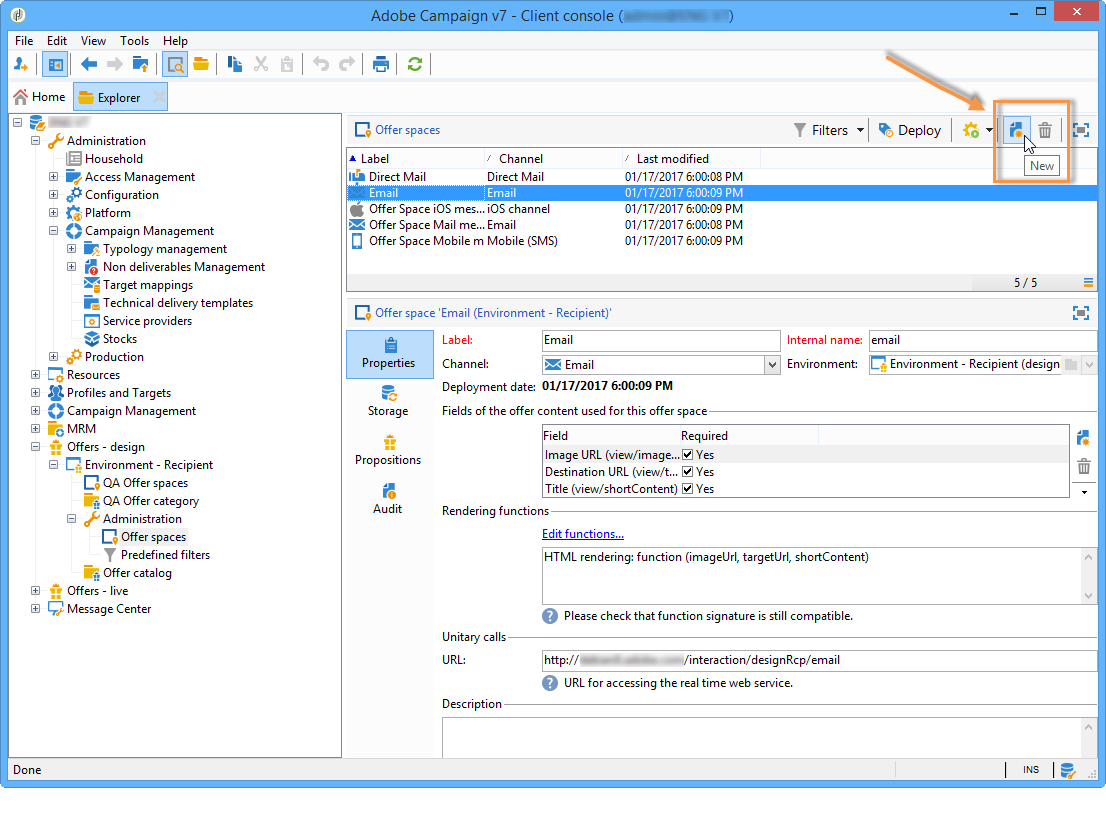 Adobe Campaign v7 - Client console (
File Edit View Tools Help
Home Explorer
Administration
Household
Access Management
Configuration
Platform
Campaign Management
Typology management
Non deliverables Management
Target mappings
Technical delivery templates
Service providers
Stocks
Production
Resources
Profiles and Targets
Campaign Management
MRM
Offers - design
Environment - Recipient
QA Offer spaces
QA Offer category
Administration
Offer spaces
Predefined filters
Offer catalog
Offers - live
Message Center
Offer spaces Filters Deploy
New
Label Channel Last modified
Direct Mail Direct Mail 01/17/2017 6:00:08 PM
Email Email 01/17/2017 6:00:09 PM
Offer Space iOS mes... iOS channel 01/17/2017 6:00:09 PM
Offer Space Mail me... Email 01/17/2017 6:00:08 PM
Offer Space Mobile m Mobile (SMS) 01/17/2017 6:00:09 PM
5 / 5
Offer space 'Email (Environment - Recipient)'
Properties
Storage
Propositions
Audit
Label: Email Internal name: email
Channel: Email Environment: Environment - Recipient (design
Deployment date: 01/17/2017 6:00:09 PM
Fields of the offer content used for this offer space
Field Required
Image URL (view/image... Yes
Destination URL (view/t... Yes
Title (view/shortContent) Yes
Rendering functions
Edit functions...
HTML rendering: function (imageUrl, targetUrl, shortContent)
? Please check that function signature is still compatible.
Unitary calls
URL: http:// /interaction/designRcp/email
? URL for accessing the real time web service.
Description
Done INS